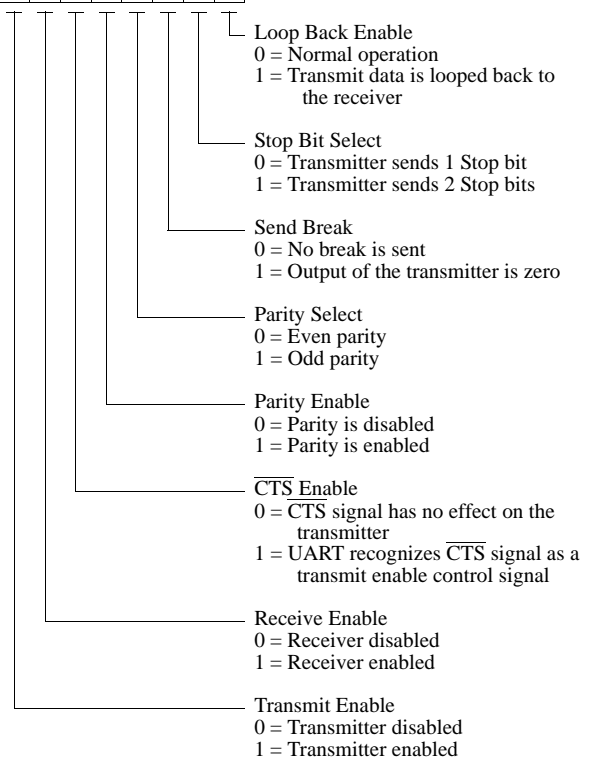 Loop Back Enable
0 = Normal operation
1 = Transmit data is looped back to
the receiver
Stop Bit Select
0 = Transmitter sends 1 Stop bit
1 = Transmitter sends 2 Stop bits
Send Break
0 = No break is sent
1 = Output of the transmitter is zero
Parity Select
0 = Even parity
1 = Odd parity
Parity Enable
0 = Parity is disabled
1 = Parity is enabled
C̅T̅S̅ Enable
0 = C̅T̅S̅ signal has no effect on the
transmitter
1 = UART recognizes C̅T̅S̅ signal as a
transmit enable control signal
Receive Enable
0 = Receiver disabled
1 = Receiver enabled
Transmit Enable
0 = Transmitter disabled
1 = Transmitter enabled